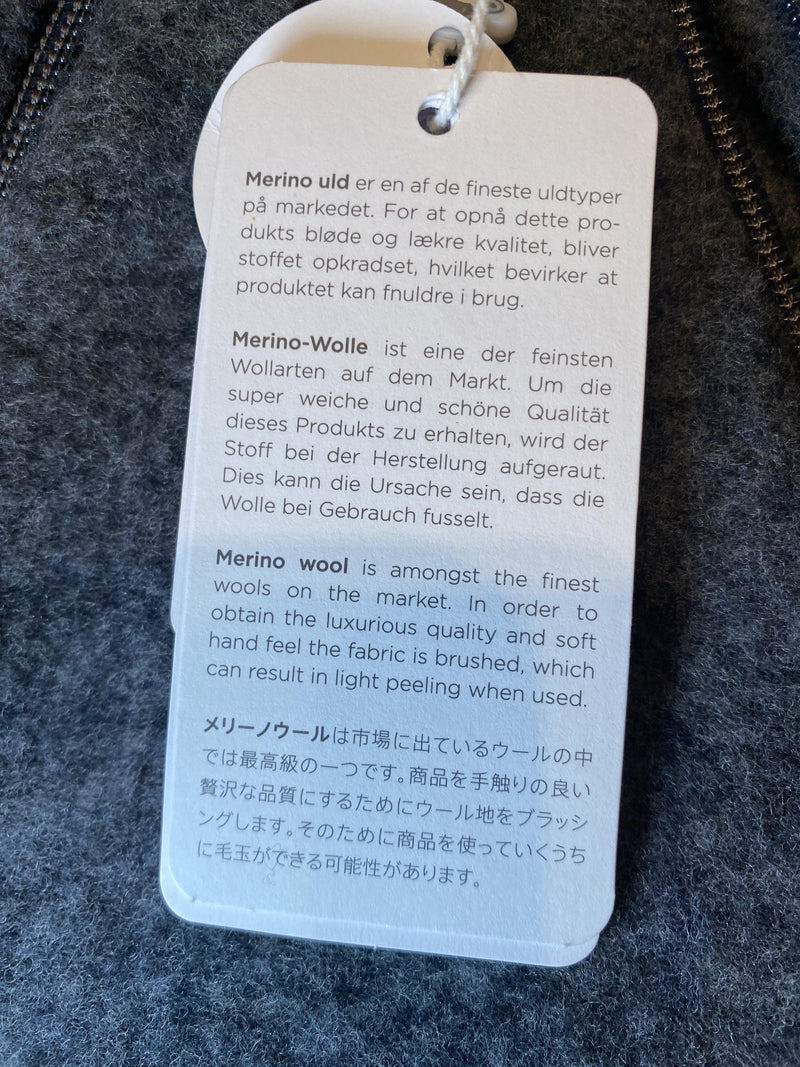 Merino uld er en af de fineste uldtyper
på markedet. For at opnå dette pro-
dukts bløde og lækre kvalitet, bliver
stoffet opkradset, hvilket bevirker at
produktet kan fnuldre i brug.
Merino-Wolle ist eine der feinsten
Wollarten auf dem Markt. Um die
super weiche und schöne Qualität
dieses Produkts zu erhalten, wird der
Stoff bei der Herstellung aufgeraut.
Dies kann die Ursache sein, dass die
Wolle bei Gebrauch fusselt.
Merino wool is amongst the finest
wools on the market. In order to
obtain the luxurious quality and soft
hand feel the fabric is brushed, which
can result in light peeling when used.
メリーノウールは市場に出ているウールの中
では最高級の一つです。商品を手触りの良い
贅沢な品質にするためにウール地をブラッシ
ングします。そのために商品を使っていくうち
に毛玉ができる可能性があります。